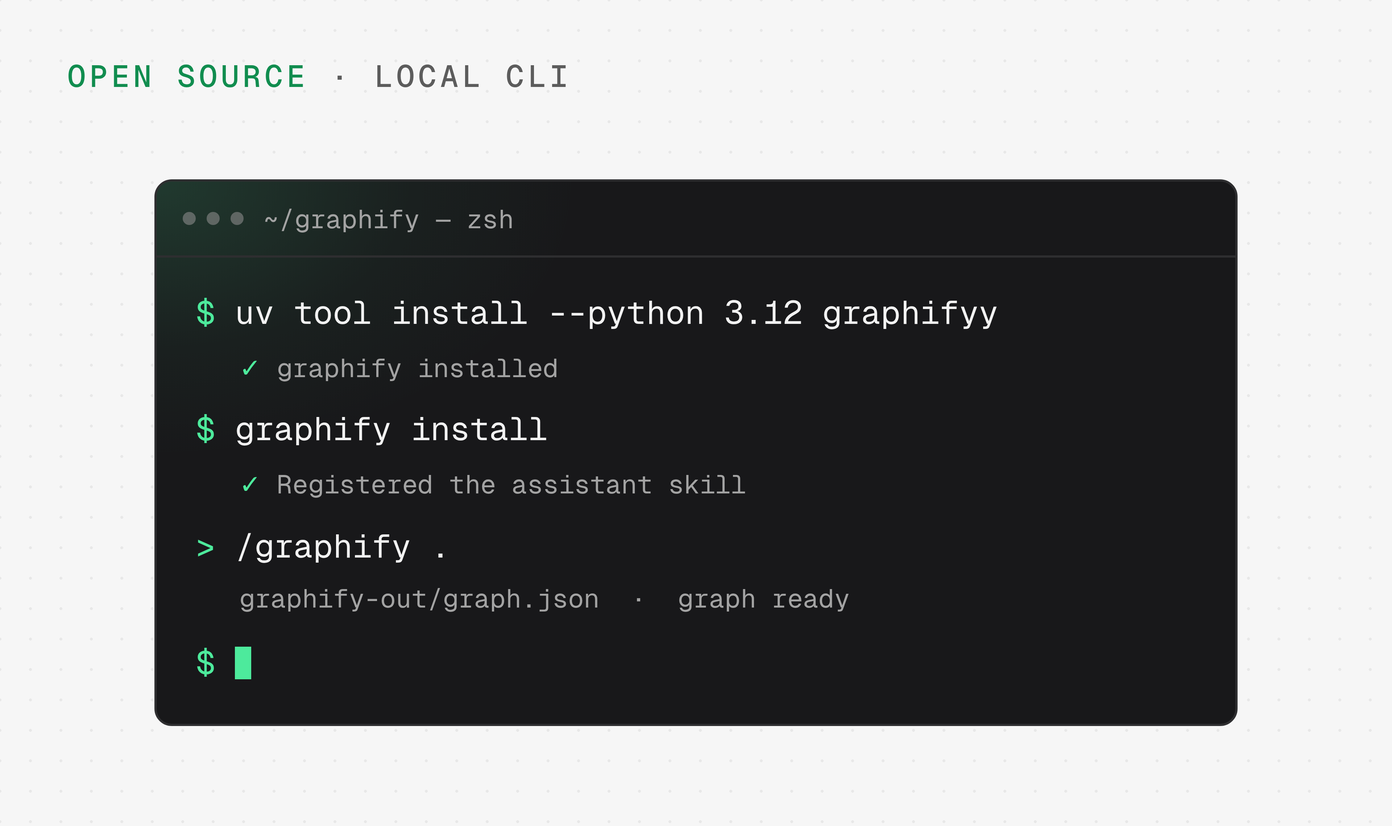 OPEN SOURCE · LOCAL CLI
~/graphify — zsh
$ uv tool install --python 3.12 graphifyy
✓ graphify installed
$ graphify install
✓ Registered the assistant skill
> /graphify .
graphify-out/graph.json · graph ready
$